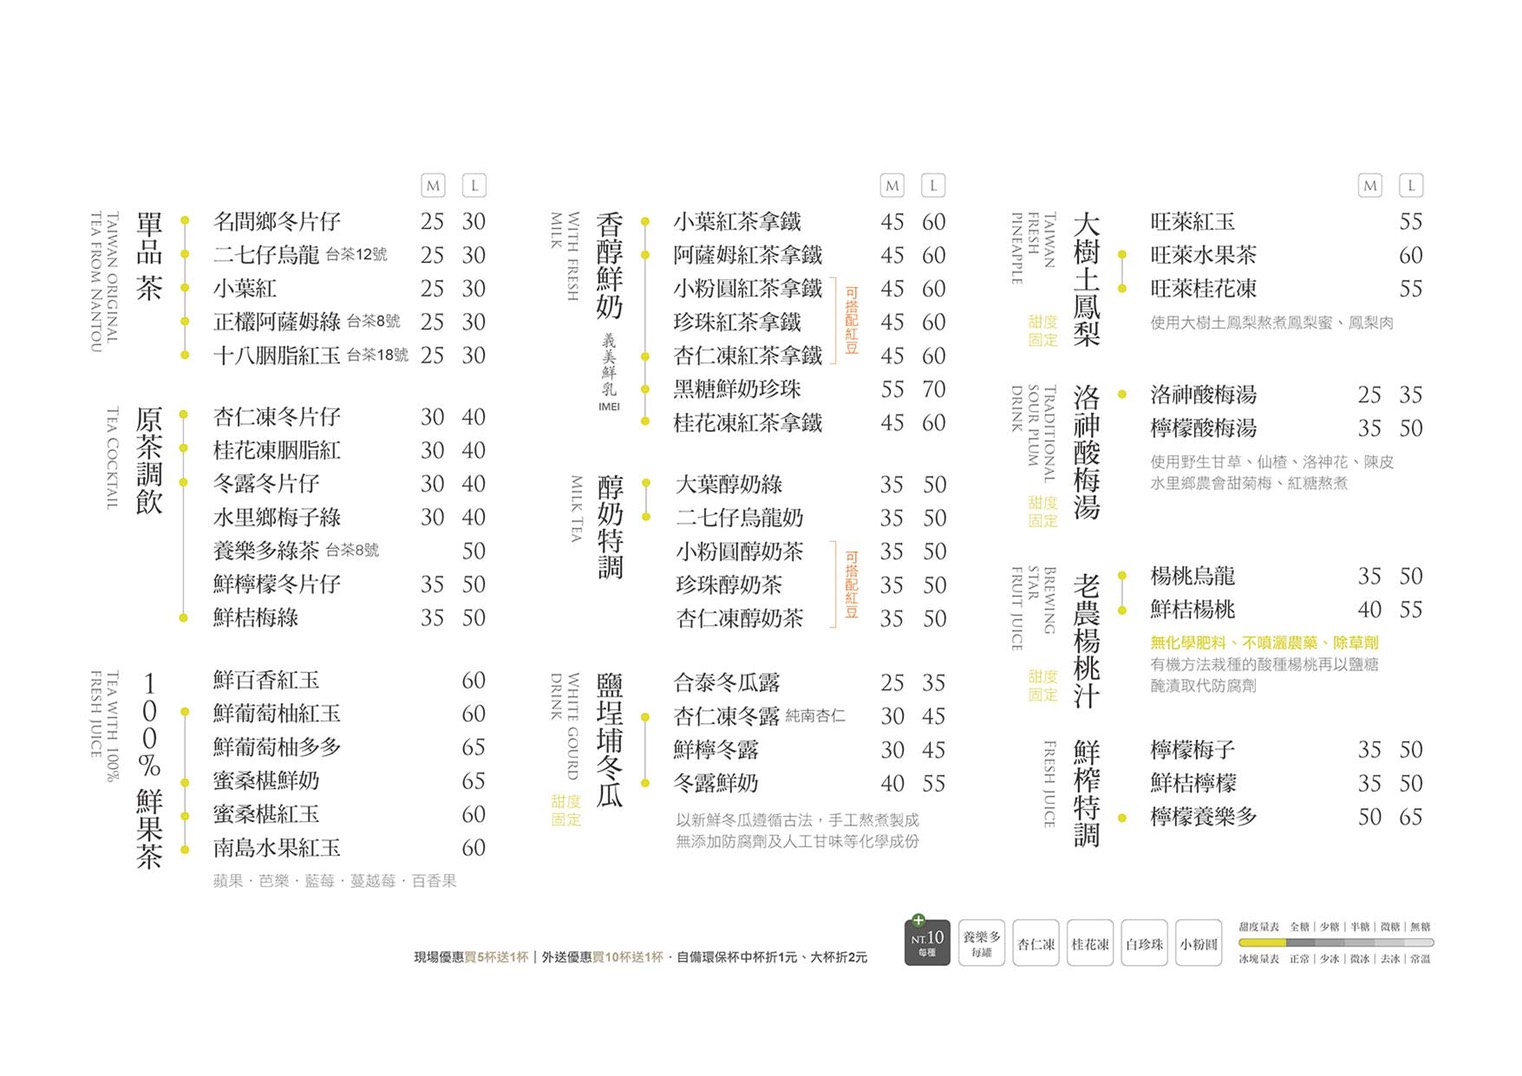 M L
單品 茶
TAIWAN ORIGINAL
TEA FROM NANTOU
名間鄉冬片仔 25 30
二七仔烏龍 台茶12號 25 30
小葉紅 25 30
正欉阿薩姆綠 台茶8號 25 30
十八胭脂紅玉 台茶18號 25 30
原茶調飲
TEA COCKTAIL
杏仁凍冬片仔 30 40
桂花凍胭脂紅 30 40
冬露冬片仔 30 40
水里鄉梅子綠 30 40
養樂多綠茶 台茶8號 50
鮮檸檬冬片仔 35 50
鮮桔梅綠 35 50
100% 鮮果茶
TEA WITH 100%
FRESH JUICE
鮮百香紅玉 60
鮮葡萄柚紅玉 60
鮮葡萄柚多多 65
蜜桑椹鮮奶 65
蜜桑椹紅玉 60
南島水果紅玉 60
蘋果・芭樂・藍莓・蔓越莓・百香果
M L
香醇鮮奶 義美鮮乳 IMEI
WITH FRESH
MILK
小葉紅茶拿鐵 45 60
阿薩姆紅茶拿鐵 45 60
小粉圓紅茶拿鐵 45 60
珍珠紅茶拿鐵 45 60
杏仁凍紅茶拿鐵 45 60
可搭配紅豆
黑糖鮮奶珍珠 55 70
桂花凍紅茶拿鐵 45 60
醇奶特調
MILK TEA
大葉醇奶綠 35 50
二七仔烏龍奶 35 50
小粉圓醇奶茶 35 50
珍珠醇奶茶 35 50
杏仁凍醇奶茶 35 50
可搭配紅豆
鹽埕埔冬瓜
WHITE GOURD
DRINK
甜度
固定
合泰冬瓜露 25 35
杏仁凍冬露 純南杏仁 30 45
鮮檸冬露 30 45
冬露鮮奶 40 55
以新鮮冬瓜遵循古法，手工熬煮製成
無添加防腐劑及人工甘味等化學成份
M L
大樹土鳳梨
TAIWAN
FRESH
PINEAPPLE
甜度
固定
旺萊紅玉 55
旺萊水果茶 60
旺萊桂花凍 55
使用大樹土鳳梨熬煮鳳梨蜜、鳳梨肉
洛神酸梅湯
TRADITIONAL
SOUR PLUM
DRINK
甜度
固定
洛神酸梅湯 25 35
檸檬酸梅湯 35 50
使用野生甘草、仙楂、洛神花、陳皮
水里鄉農會甜菊梅、紅糖熬煮
老農楊桃汁
BREWING
STAR
FRUIT JUICE
甜度
固定
楊桃烏龍 35 50
鮮桔楊桃 40 55
無化學肥料、不噴灑農藥、除草劑
有機方法栽種的酸種楊桃再以鹽糖
醃漬取代防腐劑
鮮榨特調
FRESH JUICE
檸檬梅子 35 50
鮮桔檸檬 35 50
檸檬養樂多 50 65
現場優惠買5杯送1杯｜外送優惠買10杯送1杯・自備環保杯中杯折1元、大杯折2元
NT.10
每種
養樂多
每罐
杏仁凍
桂花凍
白珍珠
小粉圓
甜度量表 全糖｜少糖｜半糖｜微糖｜無糖
冰塊量表 正常｜少冰｜微冰｜去冰｜常溫